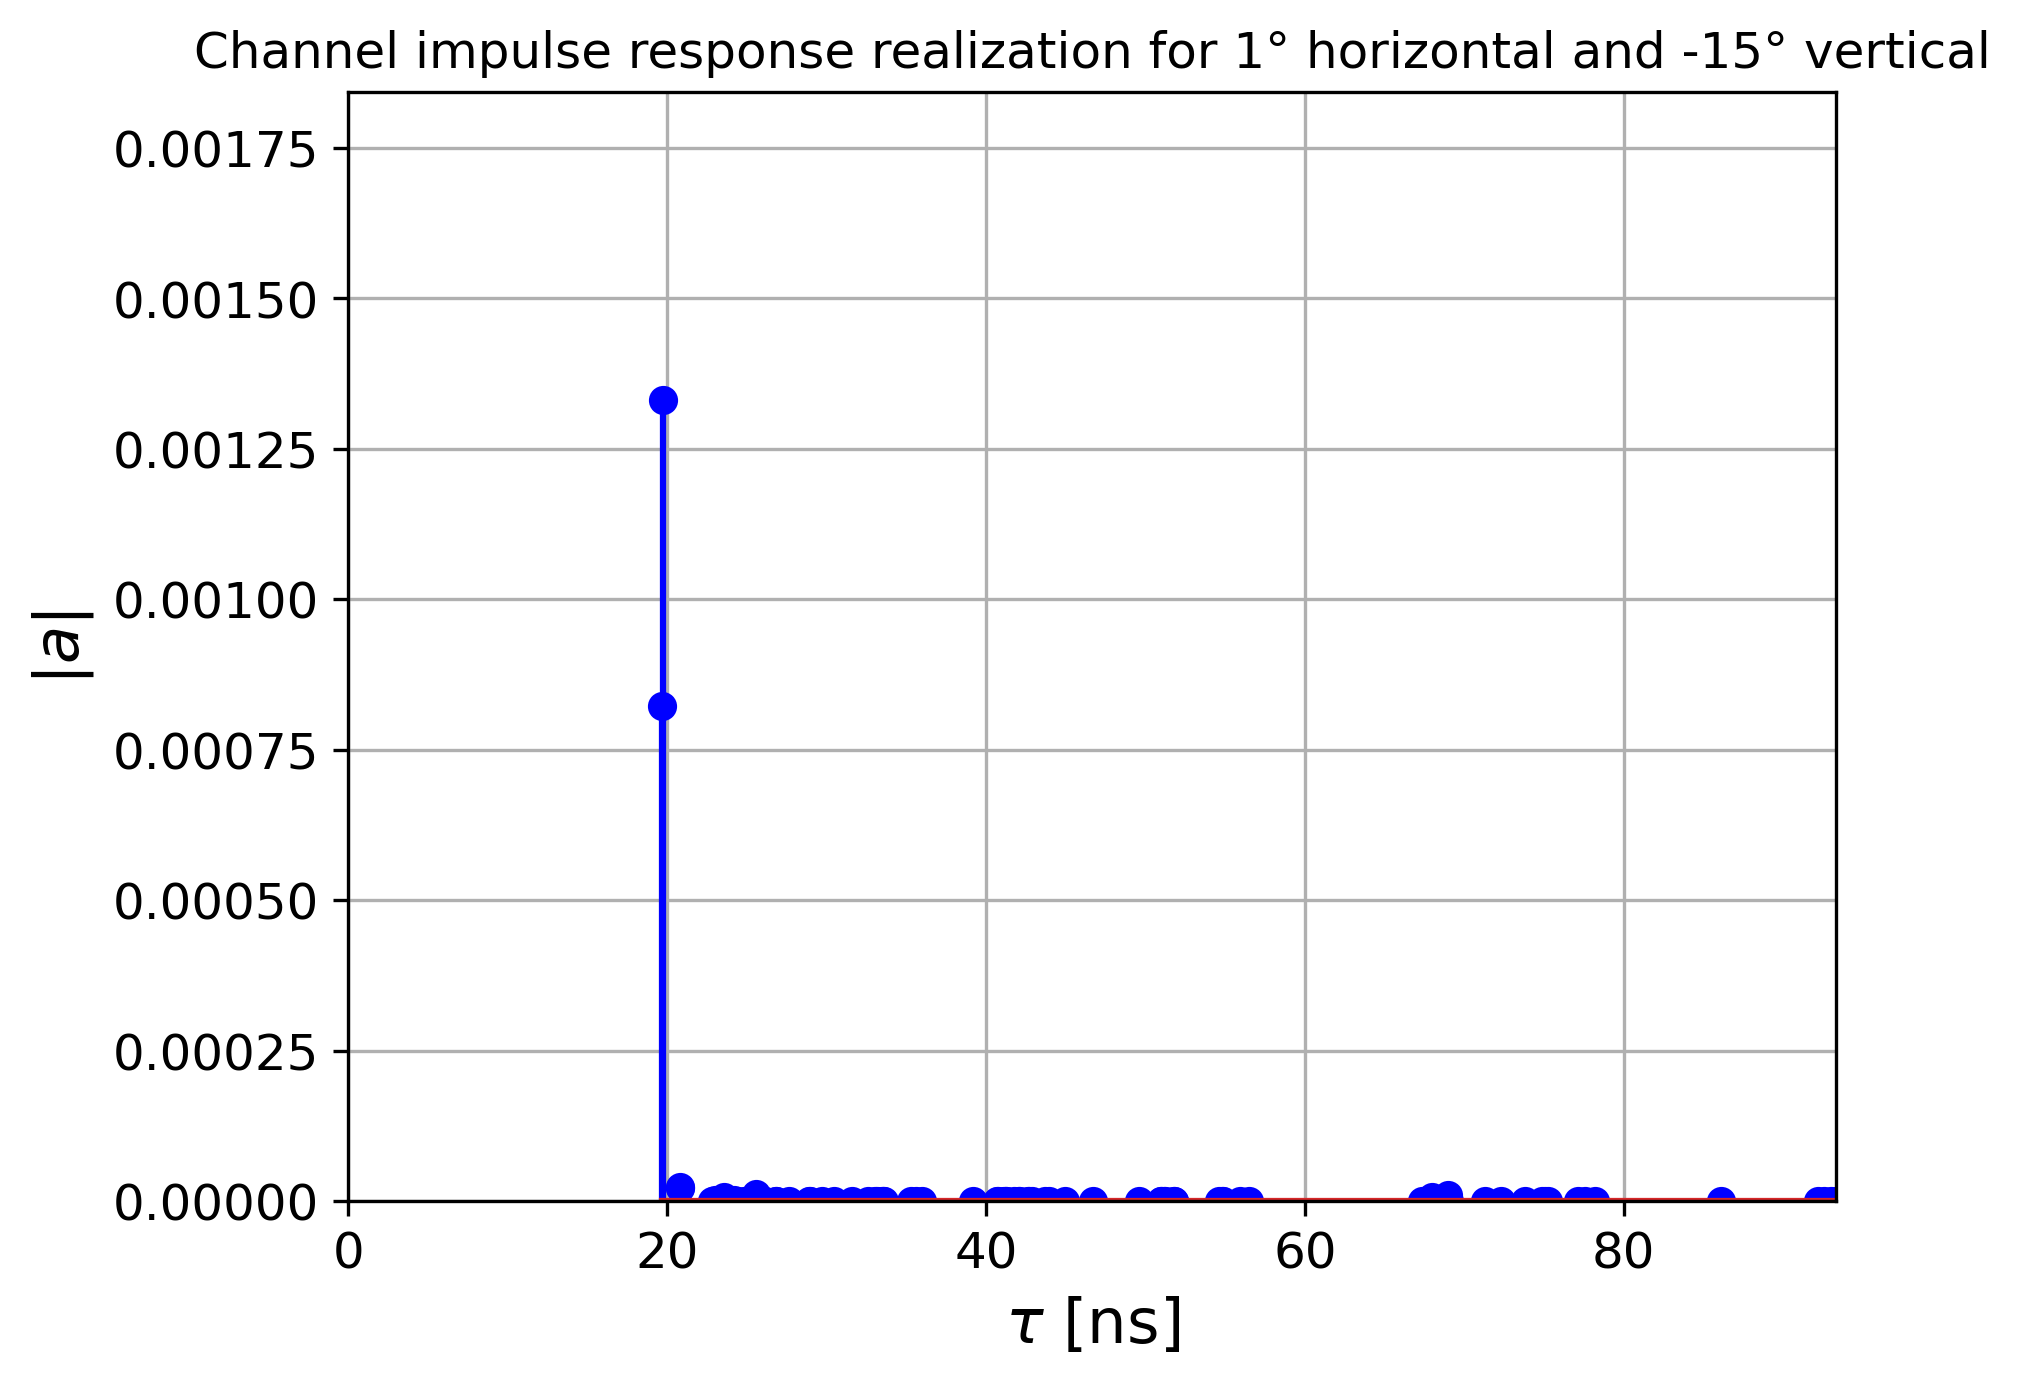 Channel impulse response realization for 1° horizontal and -15° vertical
0.00175
0.00150
0.00125
0.00100
0.00075
0.00050
0.00025
0.00000
|a|
0 20 40 60 80
τ [ns]